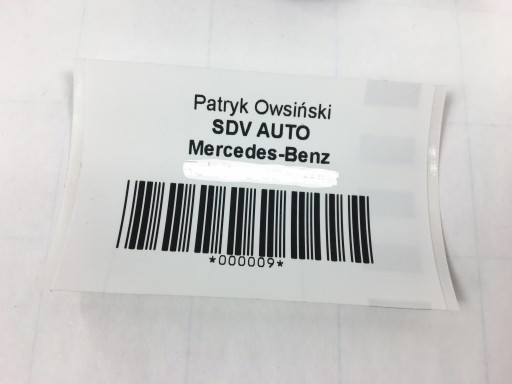 Patryk Owsiński
SDV AUTO
Mercedes-Benz
*000009*